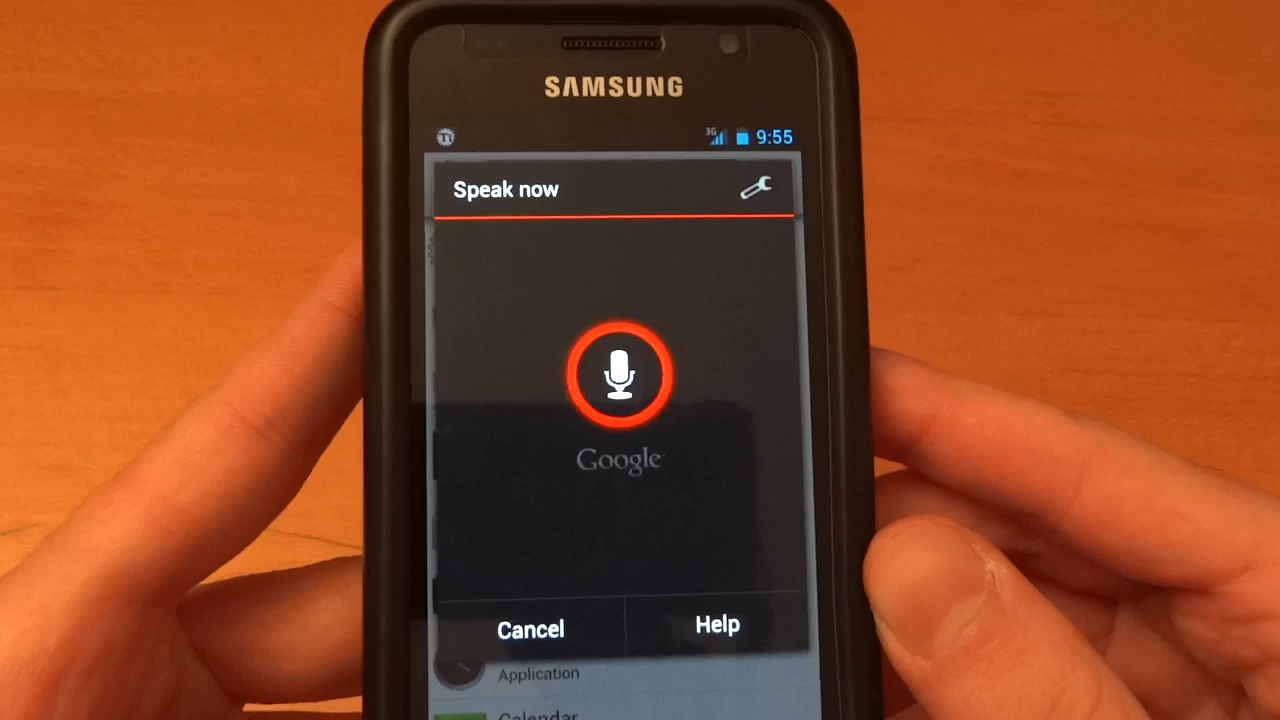 SAMSUNG
3G 9:55
Speak now
Google
Cancel Help
Application
Calendar